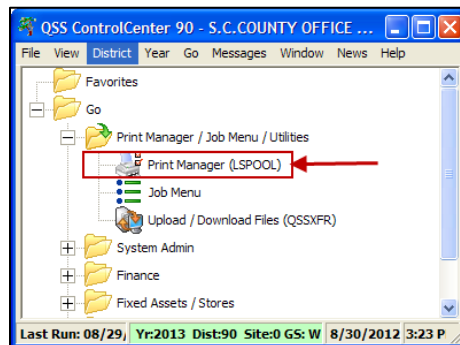 QSS ControlCenter 90 - S.C.COUNTY OFFICE ...
File View District Year Go Messages Window News Help
Favorites
Go
Print Manager / Job Menu / Utilities
Print Manager (LSPOOL)
Job Menu
Upload / Download Files (QSSXFR)
System Admin
Finance
Fixed Assets / Stores
Last Run: 08/29/ Yr:2013 Dist:90 Site:0 GS: W 8/30/2012 3:23 P